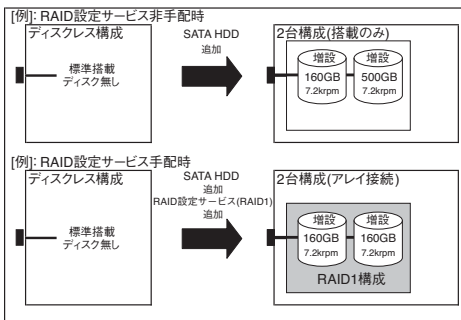 [例]: RAID設定サービス非手配時
ディスクレス構成
標準搭載
ディスク無し
SATA HDD
追加
2台構成(搭載のみ)
増設
160GB
7.2krpm
増設
500GB
7.2krpm
[例]: RAID設定サービス手配時
ディスクレス構成
標準搭載
ディスク無し
SATA HDD
追加
RAID設定サービス(RAID1)
追加
2台構成(アレイ接続)
増設
160GB
7.2krpm
増設
160GB
7.2krpm
RAID1構成